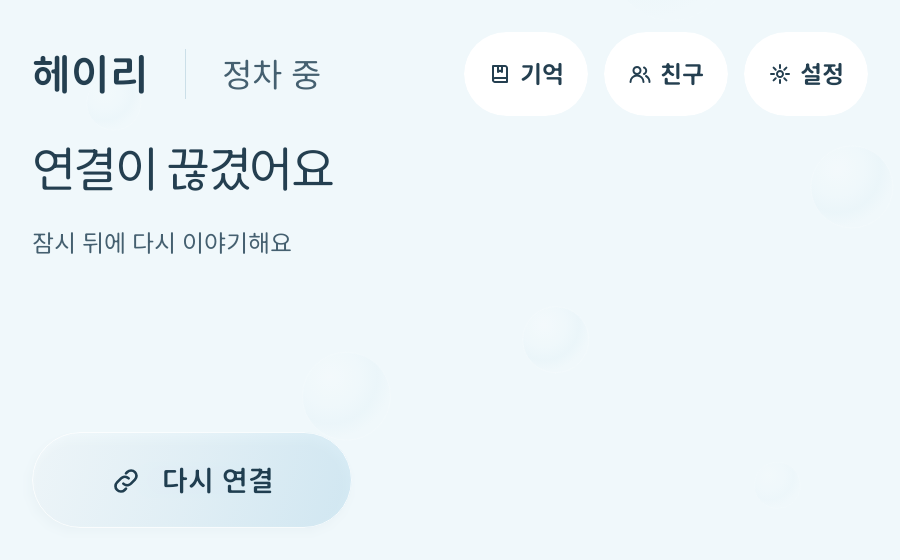 헤이리 정차 중 기억 친구 설정
연결이 끊겼어요
잠시 뒤에 다시 이야기해요
다시 연결